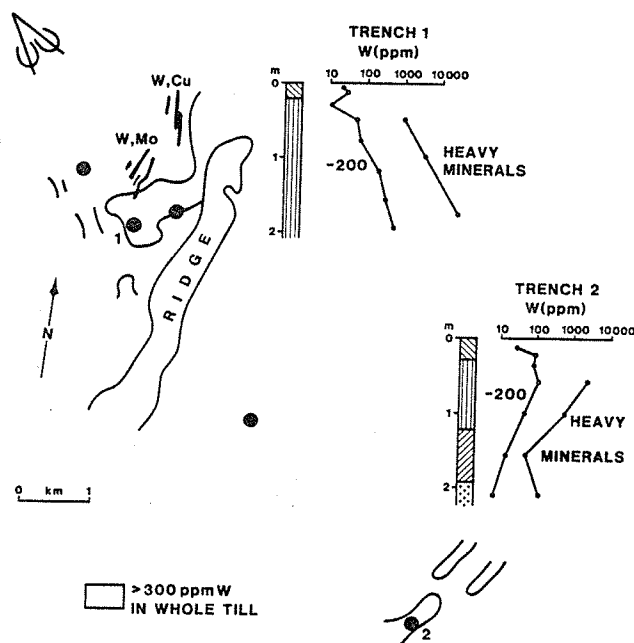 TRENCH 1
W(ppm)
10 100 1000 10000
m
0
1
2
-200
HEAVY
MINERALS
W,Cu
W,Mo
1
RIDGE
N
0 km 1
TRENCH 2
W(ppm)
10 100 1000 10000
m
0
1
2
-200
HEAVY
MINERALS
>300 ppm W
IN WHOLE TILL
2